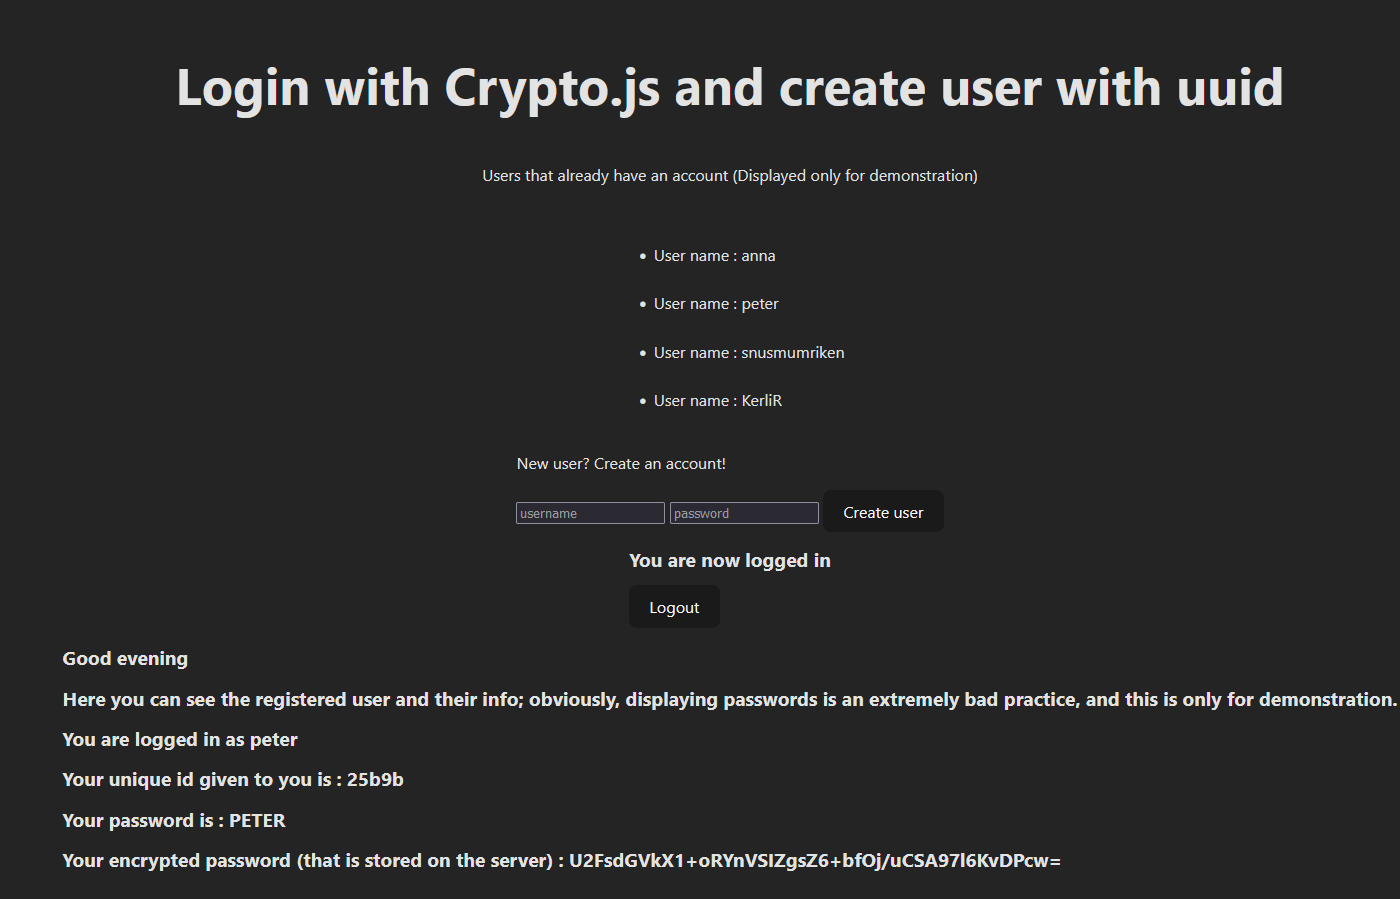 Login with Crypto.js and create user with uuid
Users that already have an account (Displayed only for demonstration)
User name : anna
User name : peter
User name : snusmumriken
User name : KerliR
New user? Create an account!
username password Create user
You are now logged in
Logout
Good evening
Here you can see the registered user and their info; obviously, displaying passwords is an extremely bad practice, and this is only for demonstration.
You are logged in as peter
Your unique id given to you is : 25b9b
Your password is : PETER
Your encrypted password (that is stored on the server) : U2FsdGVkX1+oRYnVSIZgsZ6+bfOj/uCSA97l6KvDPcw=